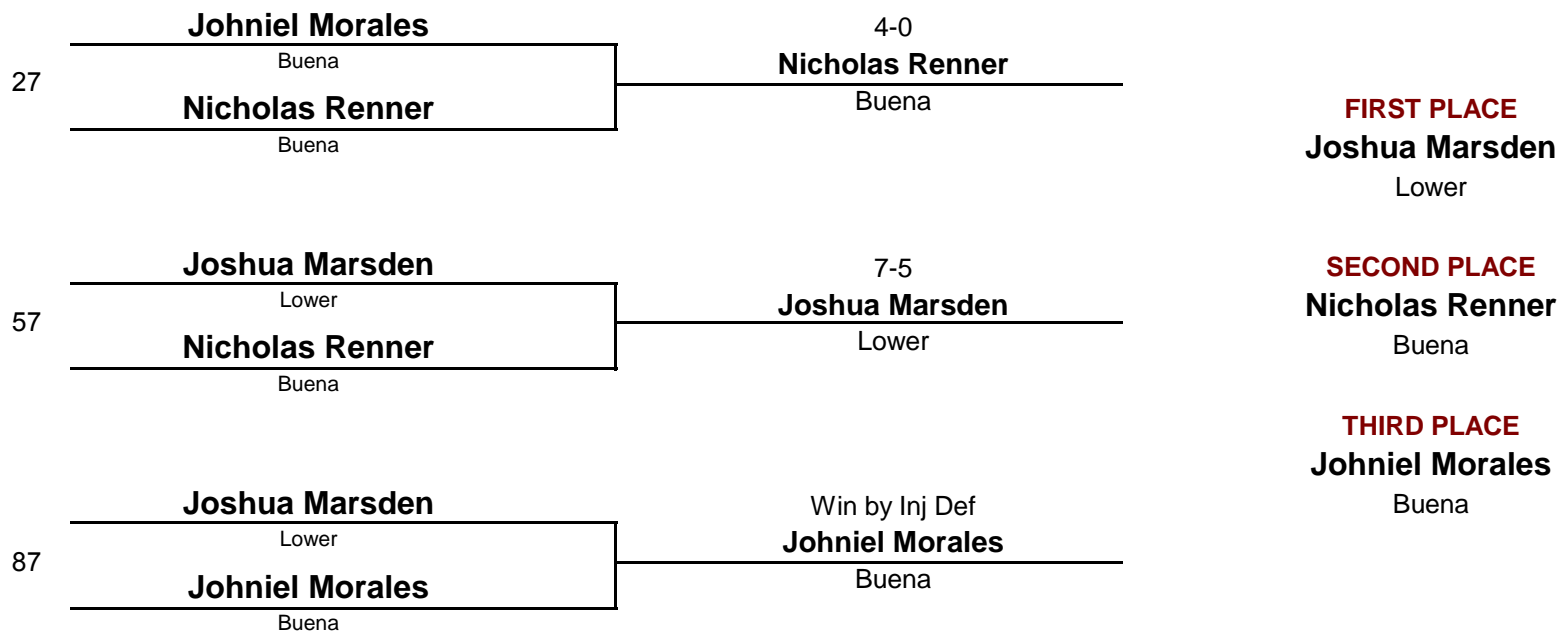 Johniel Morales
Buena
27
Nicholas Renner
Buena
4-0
Nicholas Renner
Buena
Joshua Marsden
Lower
57
Nicholas Renner
Buena
7-5
Joshua Marsden
Lower
Joshua Marsden
Lower
87
Johniel Morales
Buena
Win by Inj Def
Johniel Morales
Buena
FIRST PLACE
Joshua Marsden
Lower
SECOND PLACE
Nicholas Renner
Buena
THIRD PLACE
Johniel Morales
Buena